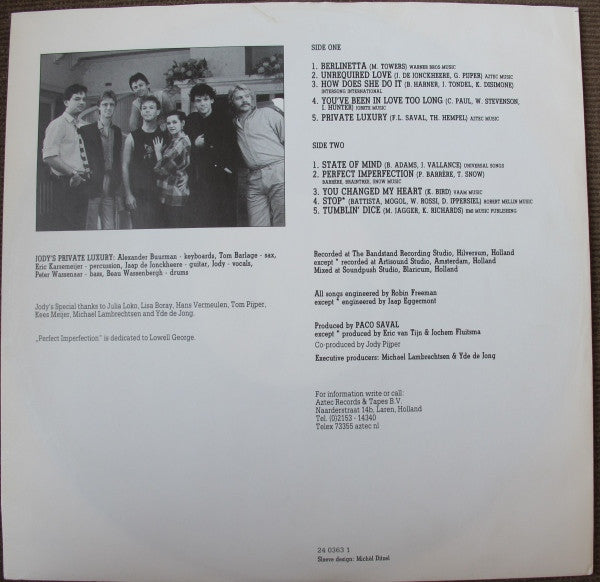 SIDE ONE
1. BERLINETTA (M. TOWERS) WARNER BROS MUSIC
2. UNREQUIRED LOVE (J. DE JONCKHEERE, G. PIJPER) AZTEC MUSIC
3. HOW DOES SHE DO IT (B. HARNER, J. TONDEL, K. DISIMONE)
INTERSONG INTERNATIONAL
4. YOU'VE BEEN IN LOVE TOO LONG (C. PAUL, W. STEVENSON,
I. HUNTER) IGNITE MUSIC
5. PRIVATE LUXURY (F.L. SAVAL, TH. HEMPEL) AZTEC MUSIC
SIDE TWO
1. STATE OF MIND (B. ADAMS, J. VALLANCE) UNIVERSAL SONGS
2. PERFECT IMPERFECTION (P. BARRÈRE, T. SNOW)
BARRÈRE, BRAINTREE, SNOW MUSIC
3. YOU CHANGED MY HEART (K. BIRD) VAAM MUSIC
4. STOP* (BATTISTA, MOGOL, W. ROSSI, D. IPPERSIEL) ROBERT MELLIN MUSIC
5. TUMBLIN' DICE (M. JAGGER, K. RICHARDS) EMI MUSIC PUBLISHING
JODY'S PRIVATE LUXURY: Alexander Buurman - keyboards, Tom Barlage - sax,
Eric Karsemeijer - percussion, Jaap de Jonckheere - guitar, Jody - vocals,
Peter Wassenaar - bass, Beau Wassenbergh - drums
Jody's Special thanks to Julia Loko, Lisa Boray, Hans Vermeulen, Tom Pijper,
Kees Meijer, Michael Lambrechtsen and Yde de Jong.
„Perfect Imperfection" is dedicated to Lowell George.
Recorded at The Bandstand Recording Studio, Hilversum, Holland
except * recorded at Artisound Studio, Amsterdam, Holland
Mixed at Soundpush Studio, Blaricum, Holland
All songs engineered by Robin Freeman
except * engineered by Jaap Eggermont
Produced by PACO SAVAL
except * produced by Eric van Tijn & Jochem Fluitsma
Co-produced by Jody Pijper
Executive producers: Michael Lambrechtsen & Yde de Jong
For information write or call:
Aztec Records & Tapes B.V.
Naarderstraat 14b, Laren, Holland
Tel. (0)2153 - 14340
Telex 73355 aztec nl
24 0363 1
Sleeve design: Michèl